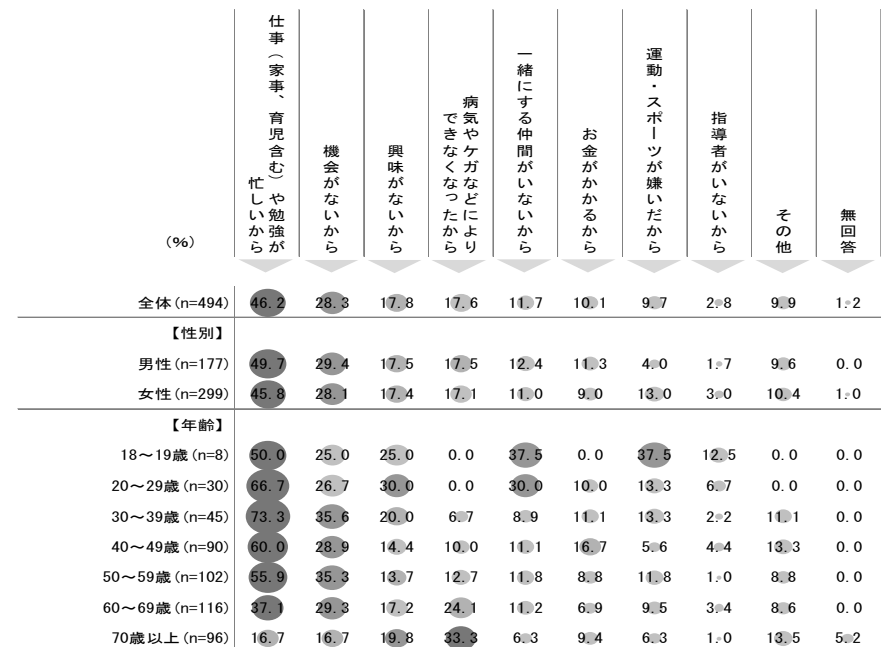 (%)
仕事(家事、育児含む)や勉強が忙しいから
機会がないから
興味がないから
病気やケガなどによりできなくなったから
一緒にする仲間がいないから
お金がかかるから
運動・スポーツが嫌いだから
指導者がいないから
その他
無回答
全体(n=494) 46.2 28.3 17.8 17.6 11.7 10.1 9.7 2.8 9.9 1.2
【性別】
男性(n=177) 49.7 29.4 17.5 17.5 12.4 11.3 4.0 1.7 9.6 0.0
女性(n=299) 45.8 28.1 17.4 17.1 11.0 9.0 13.0 3.0 10.4 1.0
【年齢】
18~19歳(n=8) 50.0 25.0 25.0 0.0 37.5 0.0 37.5 12.5 0.0 0.0
20~29歳(n=30) 66.7 26.7 30.0 0.0 30.0 10.0 13.3 6.7 0.0 0.0
30~39歳(n=45) 73.3 35.6 20.0 6.7 8.9 11.1 13.3 2.2 11.1 0.0
40~49歳(n=90) 60.0 28.9 14.4 10.0 11.1 16.7 5.6 4.4 13.3 0.0
50~59歳(n=102) 55.9 35.3 13.7 12.7 11.8 8.8 11.8 1.0 8.8 0.0
60~69歳(n=116) 37.1 29.3 17.2 24.1 11.2 6.9 9.5 3.4 8.6 0.0
70歳以上(n=96) 16.7 16.7 19.8 33.3 6.3 9.4 6.3 1.0 13.5 5.2